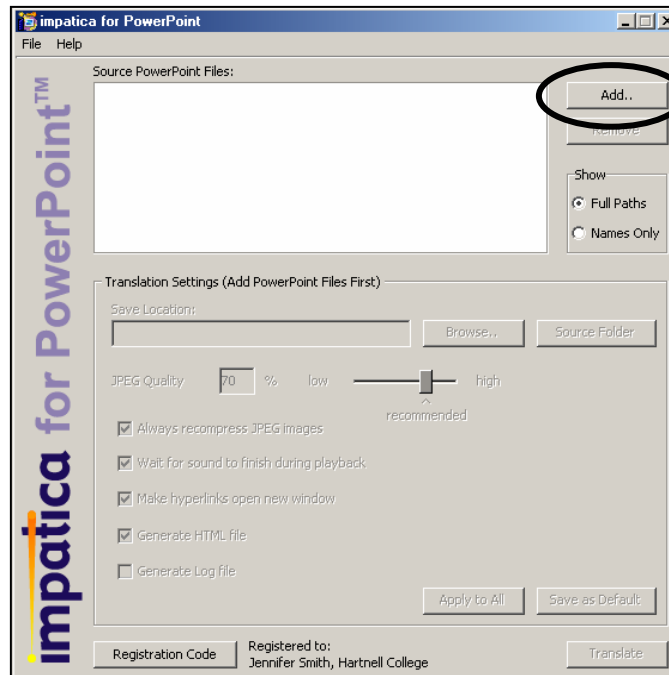 impatica for PowerPoint
File Help
impatica for PowerPoint™
Source PowerPoint Files:
Add..
Remove
Show
Full Paths
Names Only
Translation Settings (Add PowerPoint Files First)
Save Location:
Browse.. Source Folder
JPEG Quality 70 % low high
^
recommended
Always recompress JPEG images
Wait for sound to finish during playback
Make hyperlinks open new window
Generate HTML file
Generate Log file
Apply to All Save as Default
Registration Code
Registered to:
Jennifer Smith, Hartnell College
Translate